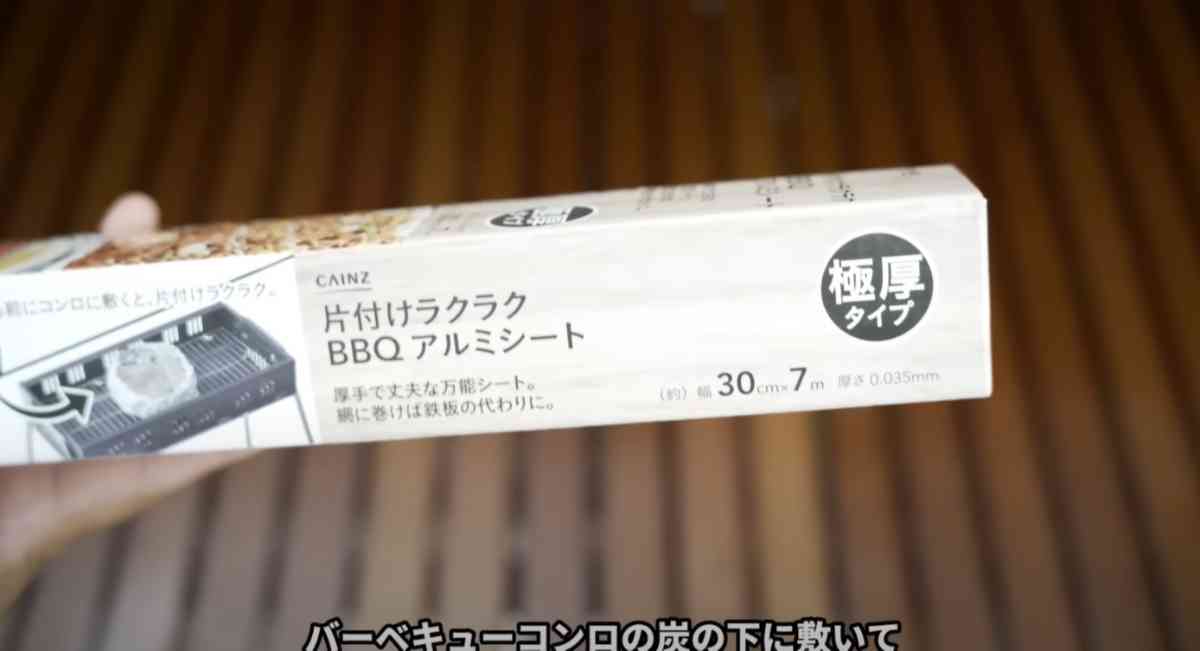 前にコンロに敷くと、片付けラクラク。
CAINZ
片付けラクラク
BBQ アルミシート
厚手で丈夫な万能シート。
網に巻けば鉄板の代わりに。
極厚
タイプ
(約) 幅 30cm×7m 厚さ 0.035mm
バーベキューコンロの炭の下に敷いて